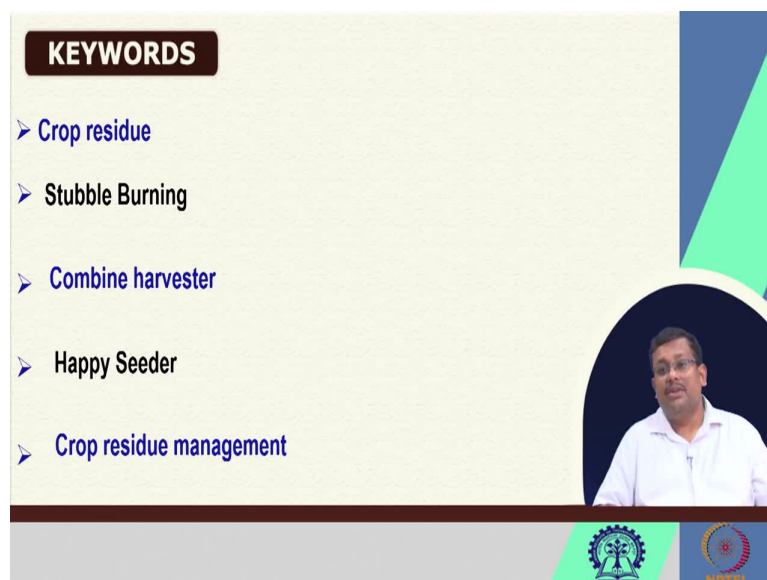 KEYWORDS
Crop residue
Stubble Burning
Combine harvester
Happy Seeder
Crop residue management